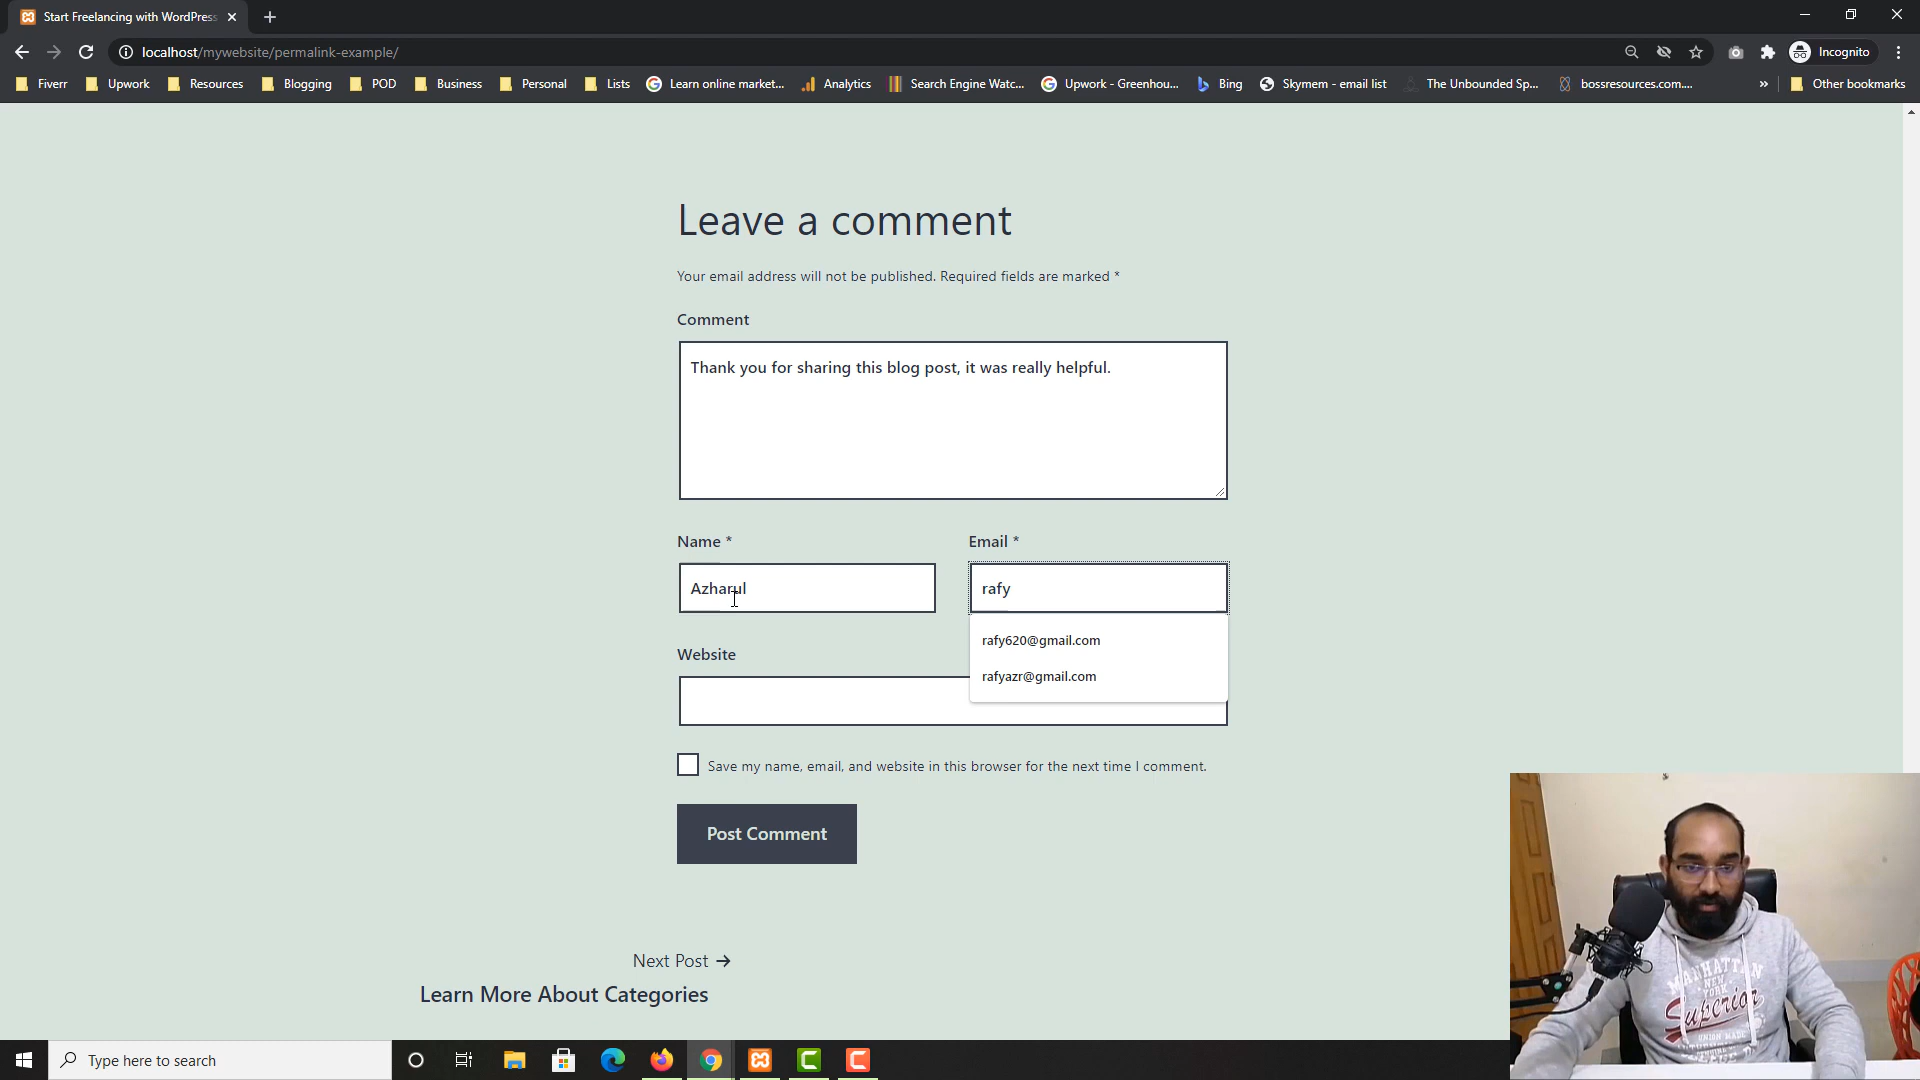 Start Freelancing with WordPress
localhost/mywebsite/permalink-example/
Incognito
Fiverr Upwork Resources Blogging POD Business Personal Lists Learn online market... Analytics Search Engine Watc... Upwork - Greenhou... Bing Skymem - email list The Unbounded Sp... bossresources.com.... » Other bookmarks
Leave a comment
Your email address will not be published. Required fields are marked *
Comment
Thank you for sharing this blog post, it was really helpful.
Name * Email *
Azharul rafy
rafy620@gmail.com
Website
rafyazr@gmail.com
Save my name, email, and website in this browser for the next time I comment.
Post Comment
Next Post →
Learn More About Categories
MANHATTAN
NEW YORK
Superior
Type here to search